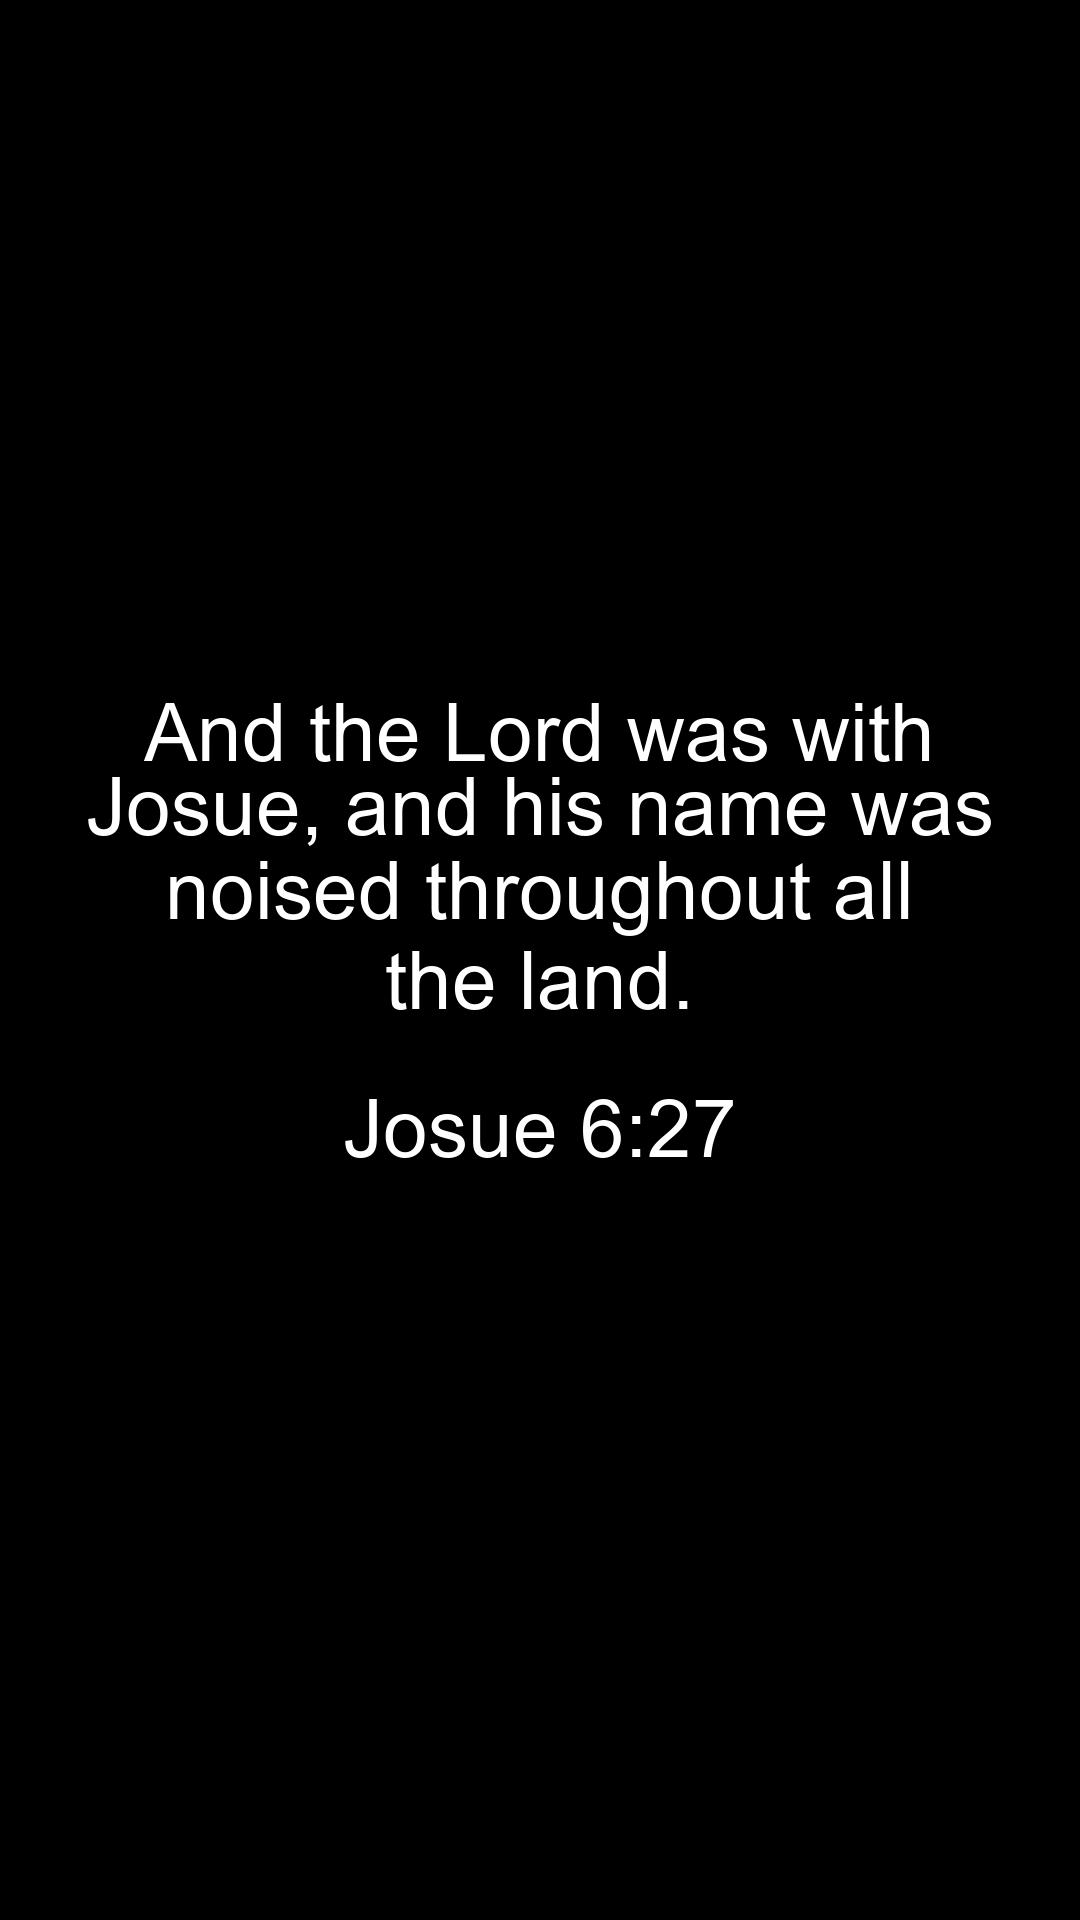 And the Lord was with
Josue, and his name was
noised throughout all
the land.
Josue 6:27